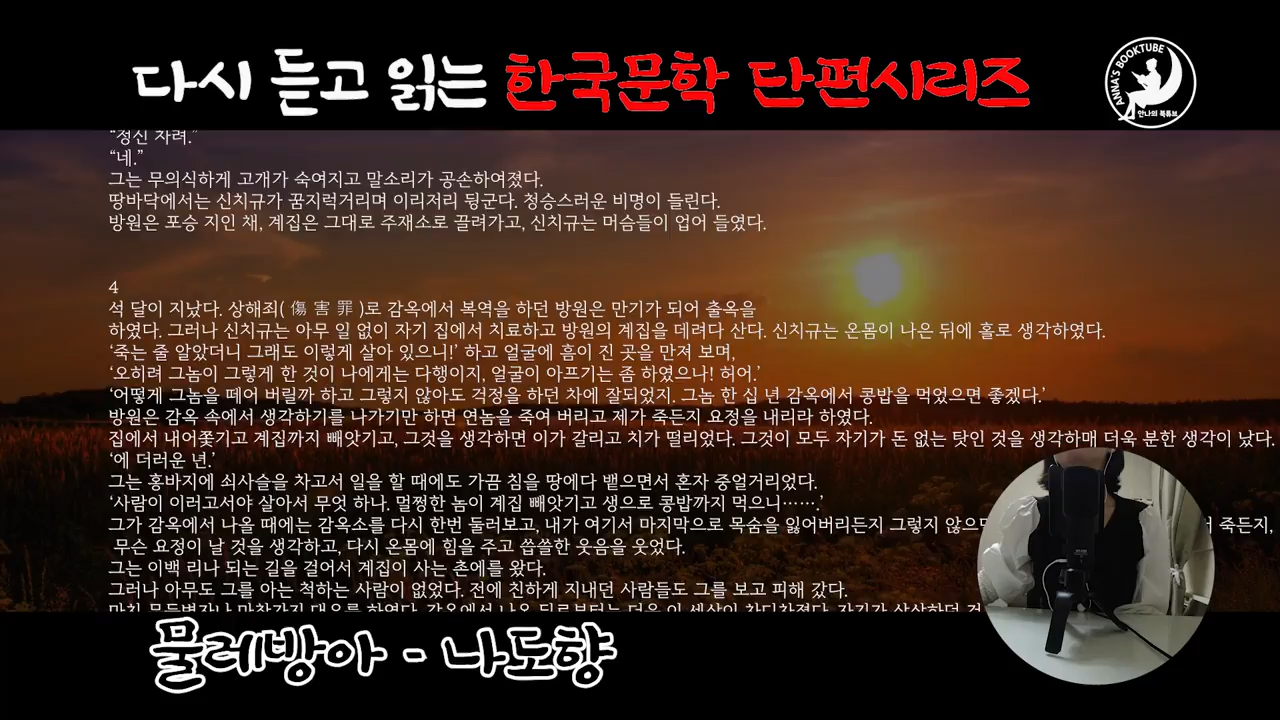 다시 듣고 읽는 한국문학 단편시리즈
ANNA'S BOOKTUBE
안나의 북튜브
“정신 차려.”
“네.”
그는 무의식하게 고개가 숙여지고 말소리가 공손하여졌다.
땅바닥에서는 신치규가 꿈지럭거리며 이리저리 뒹군다. 청승스러운 비명이 들린다.
방원은 포승 지인 채, 계집은 그대로 주재소로 끌려가고, 신치규는 머슴들이 업어 들였다.
4
석 달이 지났다. 상해죄( 傷 害 罪 )로 감옥에서 복역을 하던 방원은 만기가 되어 출옥을
하였다. 그러나 신치규는 아무 일 없이 자기 집에서 치료하고 방원의 계집을 데려다 산다. 신치규는 온몸이 나은 뒤에 홀로 생각하였다.
‘죽는 줄 알았더니 그래도 이렇게 살아 있으니!’ 하고 얼굴에 흠이 진 곳을 만져 보며,
‘오히려 그놈이 그렇게 한 것이 나에게는 다행이지, 얼굴이 아프기는 좀 하였으나! 허어.’
‘어떻게 그놈을 떼어 버릴까 하고 그렇지 않아도 걱정을 하던 차에 잘되었지. 그놈 한 십 년 감옥에서 콩밥을 먹었으면 좋겠다.’
방원은 감옥 속에서 생각하기를 나가기만 하면 연놈을 죽여 버리고 제가 죽든지 요정을 내리라 하였다.
집에서 내어쫓기고 계집까지 빼앗기고, 그것을 생각하면 이가 갈리고 치가 떨리었다. 그것이 모두 자기가 돈 없는 탓인 것을 생각하매 더욱 분한 생각이 났다.
‘에 더러운 년.’
그는 홍바지에 쇠사슬을 차고서 일을 할 때에도 가끔 침을 땅에다 뱉으면서 혼자 중얼거리었다.
‘사람이 이러고서야 살아서 무엇 하나. 멀쩡한 놈이 계집 빼앗기고 생으로 콩밥까지 먹으니…….’
그가 감옥에서 나올 때에는 감옥소를 다시 한번 둘러보고, 내가 여기서 마지막으로 목숨을 잃어버리든지 그렇지 않으면 죽든지,
무슨 요정이 날 것을 생각하고, 다시 온몸에 힘을 주고 씁쓸한 웃음을 웃었다.
그는 이백 리나 되는 길을 걸어서 계집이 사는 촌에를 왔다.
그러나 아무도 그를 아는 척하는 사람이 없었다. 전에 친하게 지내던 사람들도 그를 보고 피해 갔다.
물레방아 - 나도향